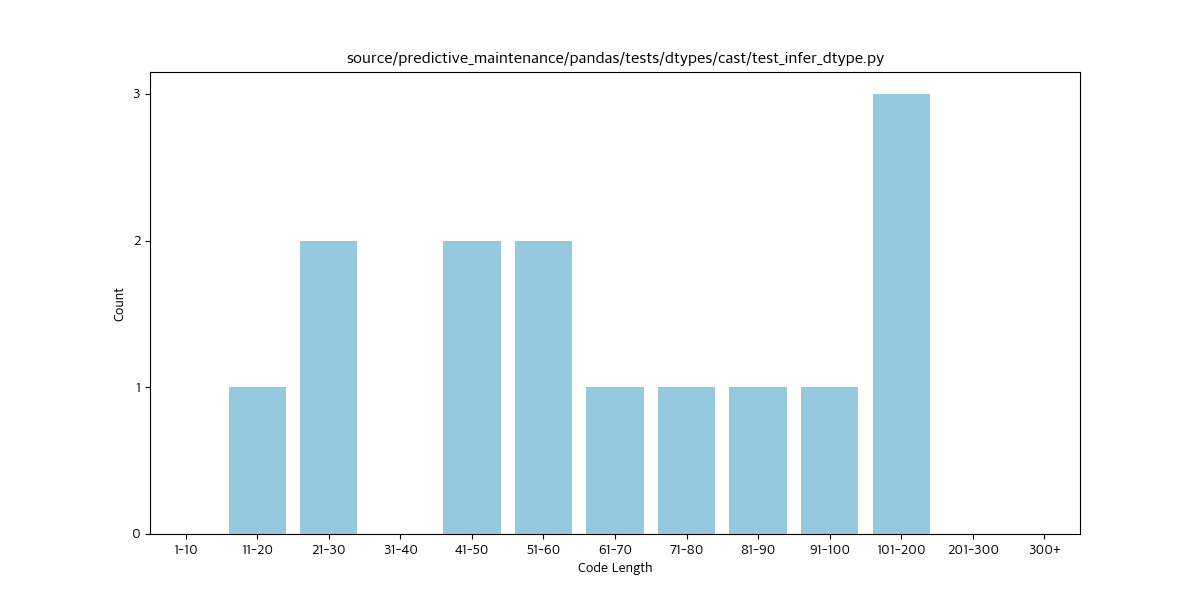 source/predictive_maintenance/pandas/tests/dtypes/cast/test_infer_dtype.py
3
2
1
0
Count
1-10 11-20 21-30 31-40 41-50 51-60 61-70 71-80 81-90 91-100 101-200 201-300 300+
Code Length